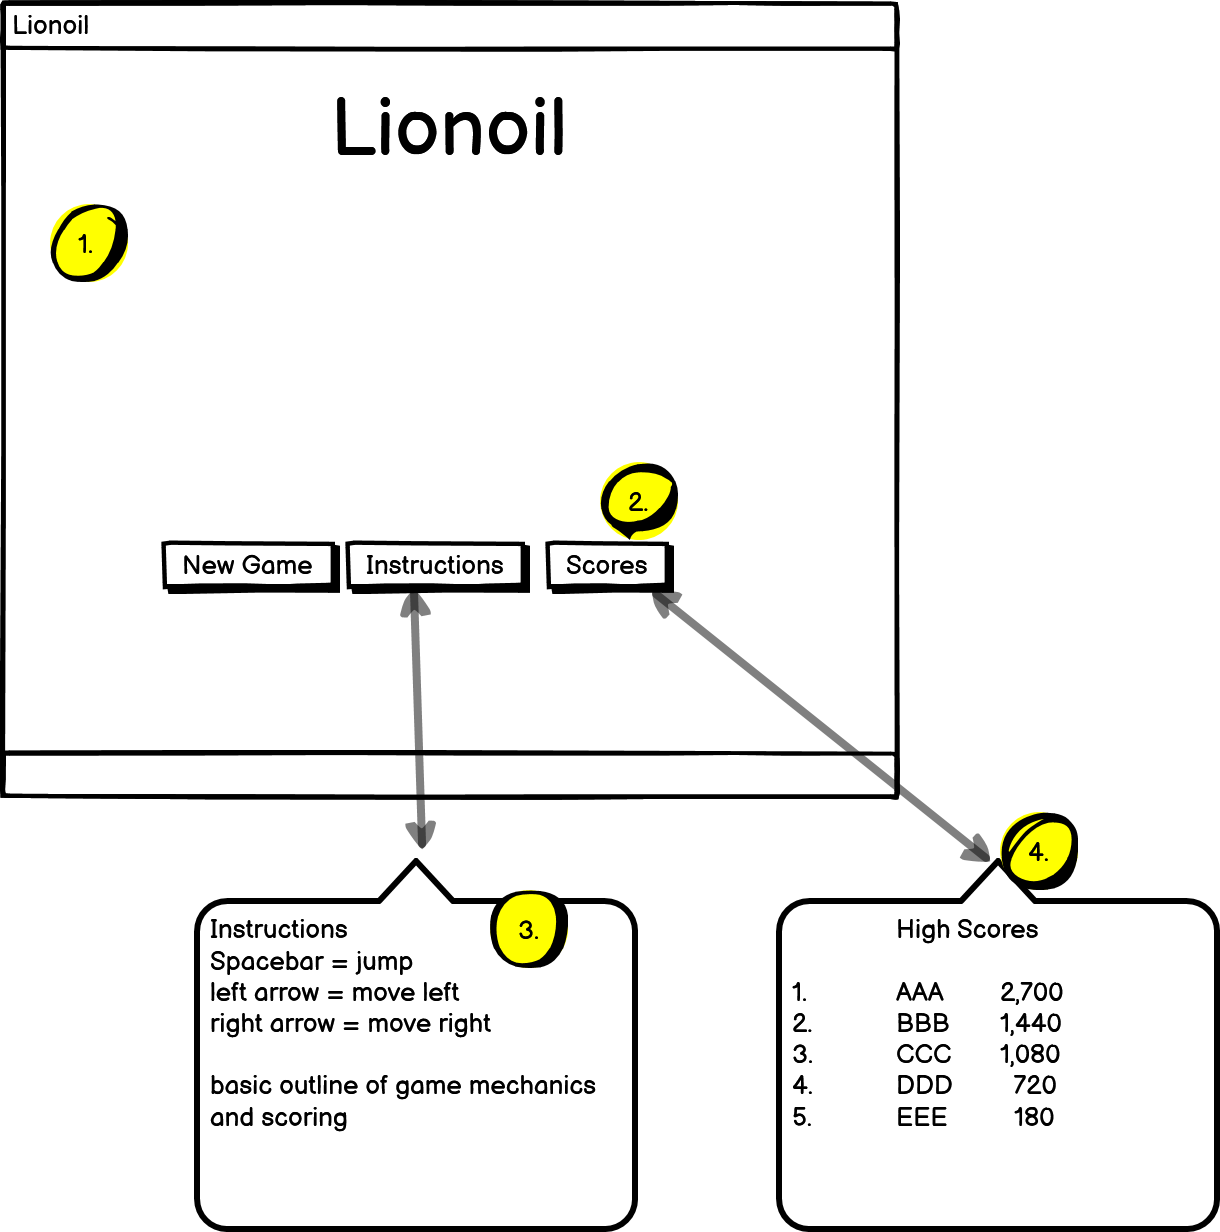 Lionoil
Lionoil
1.
2.
New Game
Instructions
Scores
4.
3.
Instructions
Spacebar = jump
left arrow = move left
right arrow = move right
basic outline of game mechanics
and scoring
High Scores
1. AAA 2,700
2. BBB 1,440
3. CCC 1,080
4. DDD 720
5. EEE 180